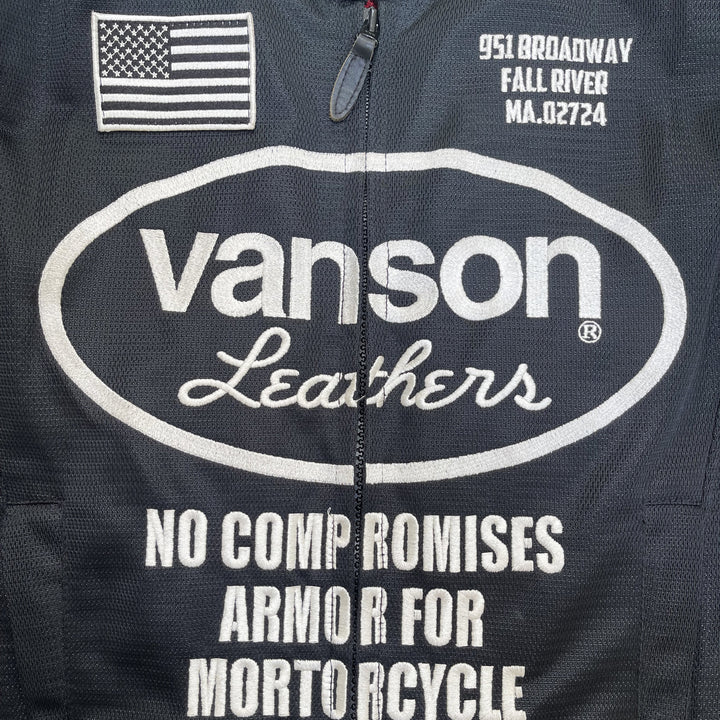 951 BROADWAY
FALL RIVER
MA.02724
vanson
®
Leathers
NO COMPROMISES
ARMOR FOR
MORTORCYCLE